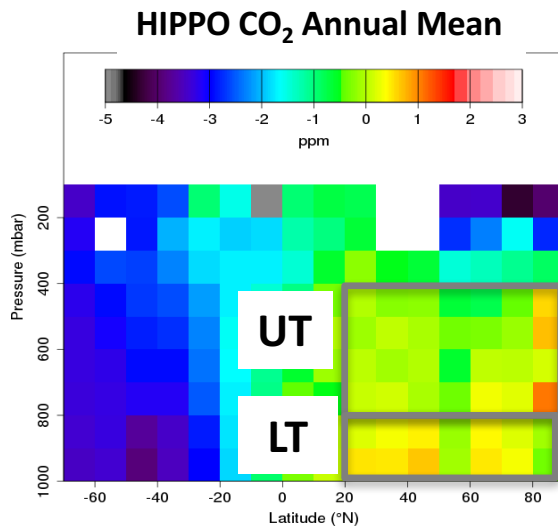 HIPPO CO₂ Annual Mean
-5 -4 -3 -2 -1 0 1 2 3
ppm
Pressure (mbar)
200
400
600
800
1000
UT
LT
-60 -40 -20 0 20 40 60 80
Latitude (°N)